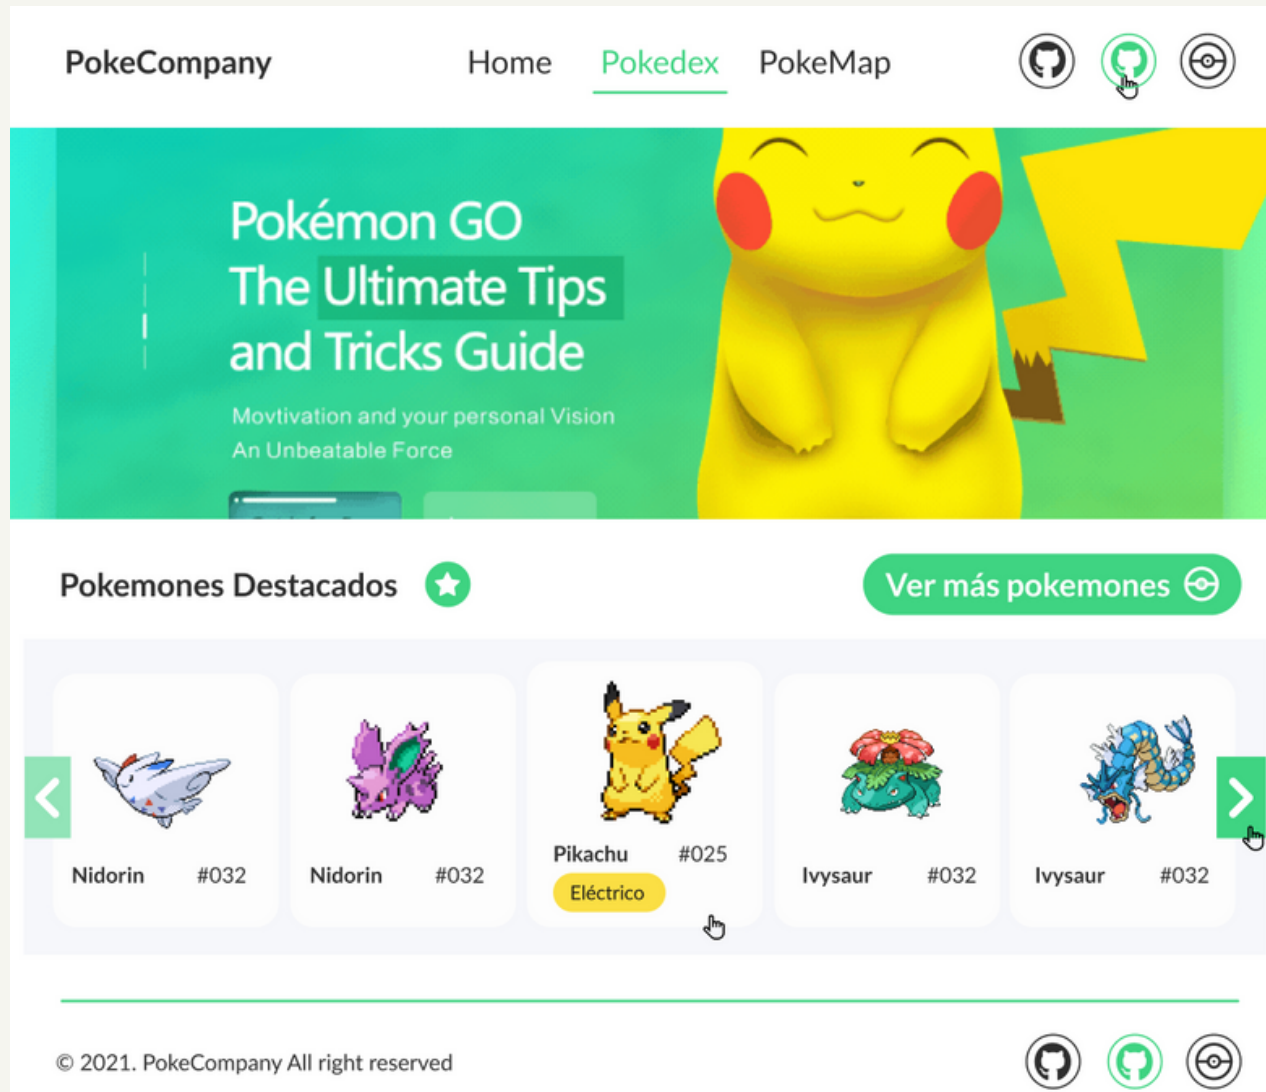 PokeCompany Home Pokedex PokeMap
Pokémon GO
The Ultimate Tips
and Tricks Guide
Movtivation and your personal Vision
An Unbeatable Force
Pokemones Destacados
Ver más pokemones
Nidorin #032
Nidorin #032
Pikachu #025
Eléctrico
Ivysaur #032
Ivysaur #032
© 2021. PokeCompany All right reserved